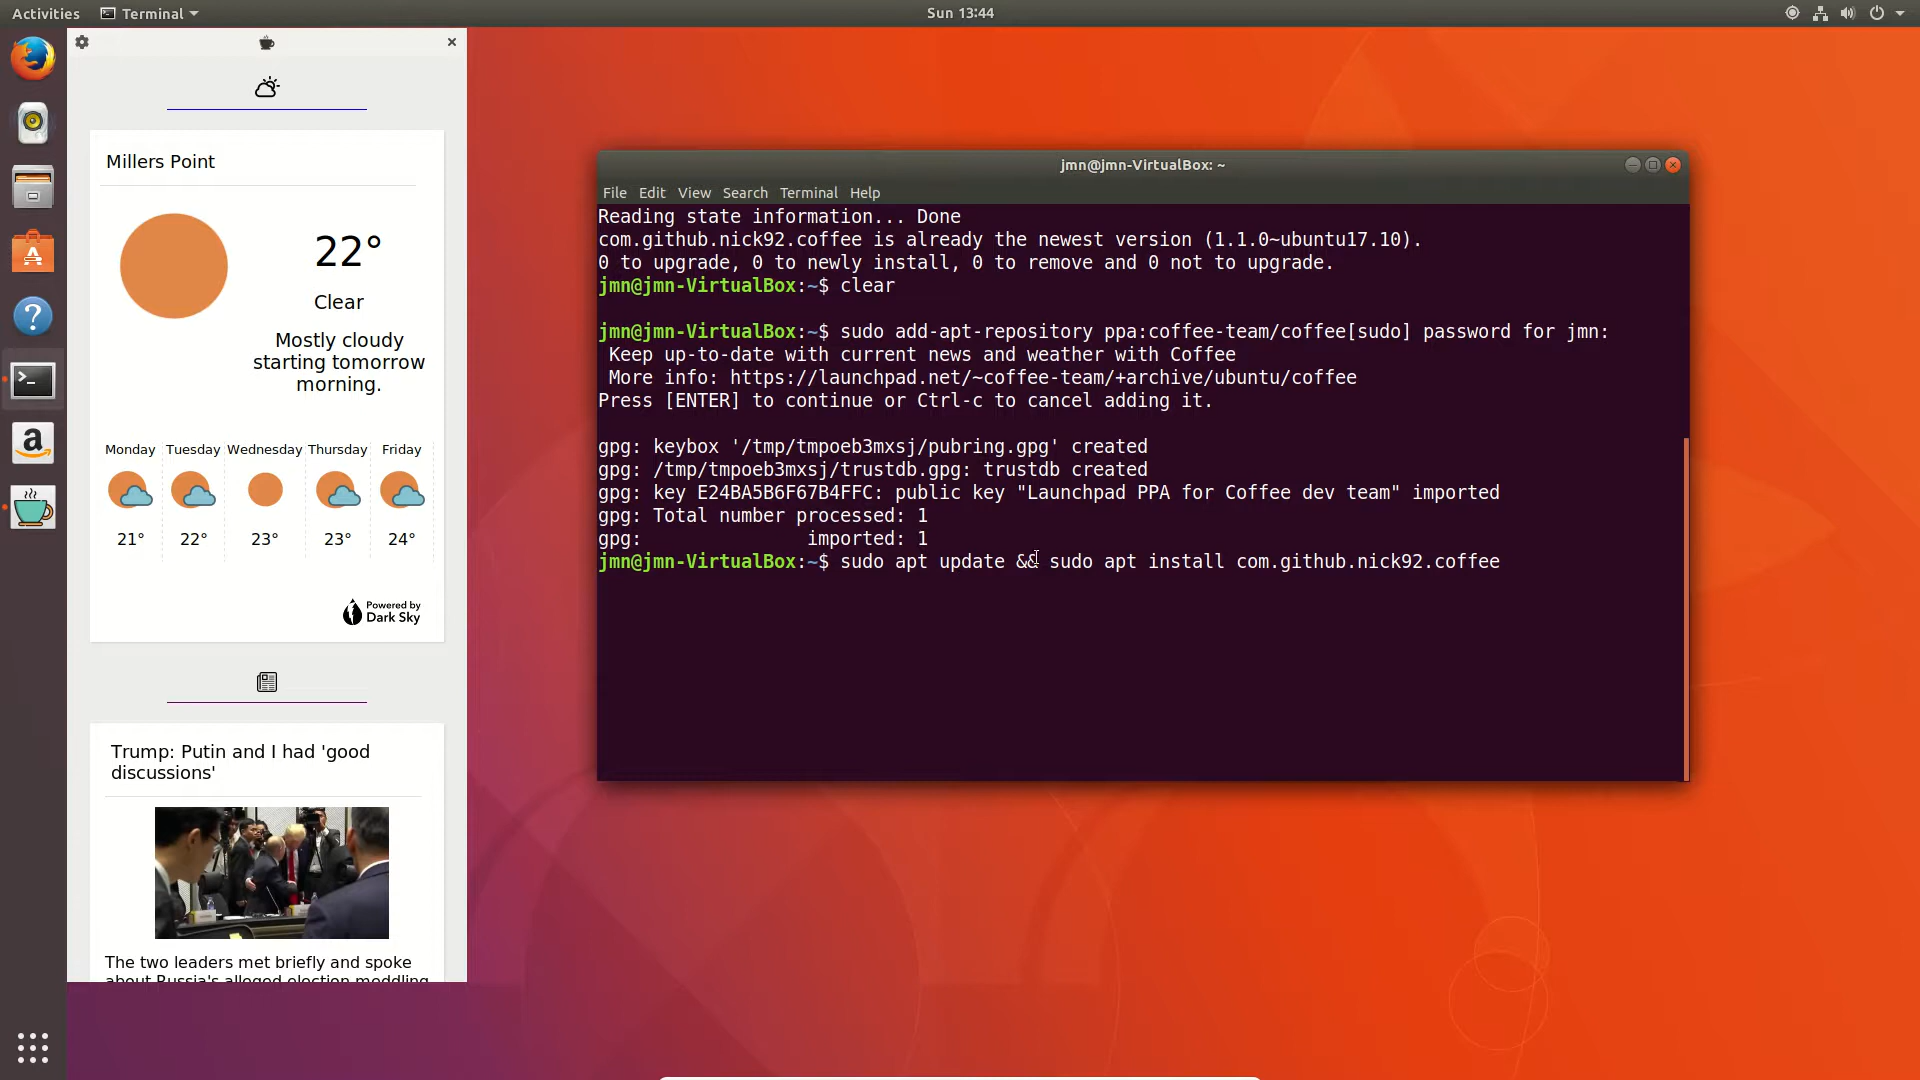 Activities
Terminal
Sun 13:44
Millers Point
22°
Clear
Mostly cloudy
starting tomorrow
morning.
Monday Tuesday Wednesday Thursday Friday
21° 22° 23° 23° 24°
Powered by
Dark Sky
Trump: Putin and I had 'good
discussions'
The two leaders met briefly and spoke
about Russia's alleged election meddling
jmn@jmn-VirtualBox: ~
File Edit View Search Terminal Help
Reading state information... Done
com.github.nick92.coffee is already the newest version (1.1.0~ubuntu17.10).
0 to upgrade, 0 to newly install, 0 to remove and 0 not to upgrade.
jmn@jmn-VirtualBox:~$ clear
jmn@jmn-VirtualBox:~$ sudo add-apt-repository ppa:coffee-team/coffee[sudo] password for jmn:
Keep up-to-date with current news and weather with Coffee
More info: https://launchpad.net/~coffee-team/+archive/ubuntu/coffee
Press [ENTER] to continue or Ctrl-c to cancel adding it.
gpg: keybox '/tmp/tmpoeb3mxsj/pubring.gpg' created
gpg: /tmp/tmpoeb3mxsj/trustdb.gpg: trustdb created
gpg: key E24BA5B6F67B4FFC: public key "Launchpad PPA for Coffee dev team" imported
gpg: Total number processed: 1
gpg:               imported: 1
jmn@jmn-VirtualBox:~$ sudo apt update && sudo apt install com.github.nick92.coffee